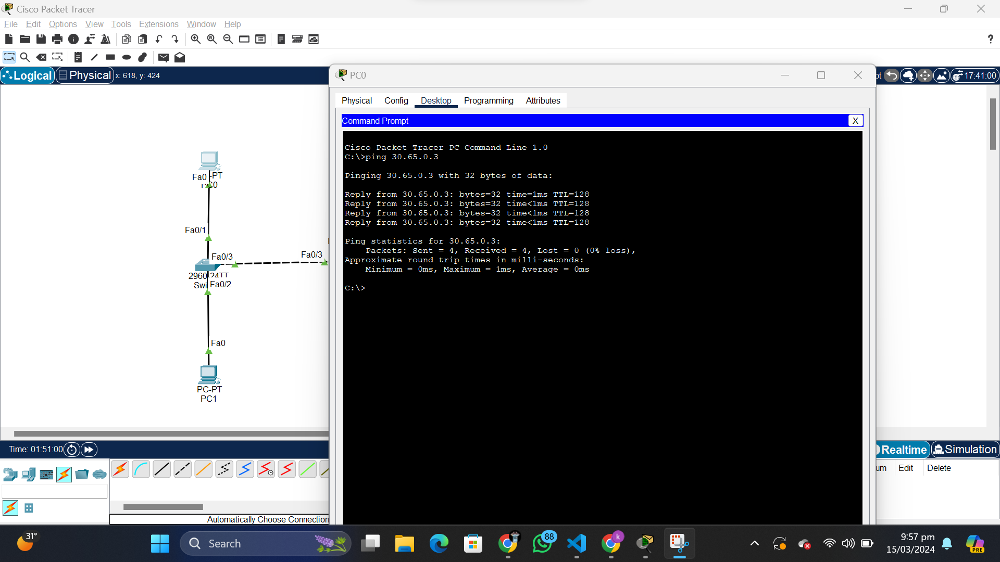 Cisco Packet Tracer
File Edit Options View Tools Extensions Window Help
Logical Physical x: 618, y: 424
17:41:00
PC0
Physical Config Desktop Programming Attributes
Command Prompt X
Cisco Packet Tracer PC Command Line 1.0
C:\>ping 30.65.0.3
Pinging 30.65.0.3 with 32 bytes of data:
Reply from 30.65.0.3: bytes=32 time=1ms TTL=128
Reply from 30.65.0.3: bytes=32 time<1ms TTL=128
Reply from 30.65.0.3: bytes=32 time<1ms TTL=128
Reply from 30.65.0.3: bytes=32 time<1ms TTL=128
Ping statistics for 30.65.0.3:
Packets: Sent = 4, Received = 4, Lost = 0 (0% loss),
Approximate round trip times in milli-seconds:
Minimum = 0ms, Maximum = 1ms, Average = 0ms
C:\>
Fa0 -PT
Fa0/1
Fa0/3
Fa0/3
Fa0/2
Fa0
PC-PT
PC1
Time: 01:51:00
Realtime Simulation
Edit Delete
Automatically Choose Connection
31°
Search
88
k
9:57 pm
15/03/2024
PRE